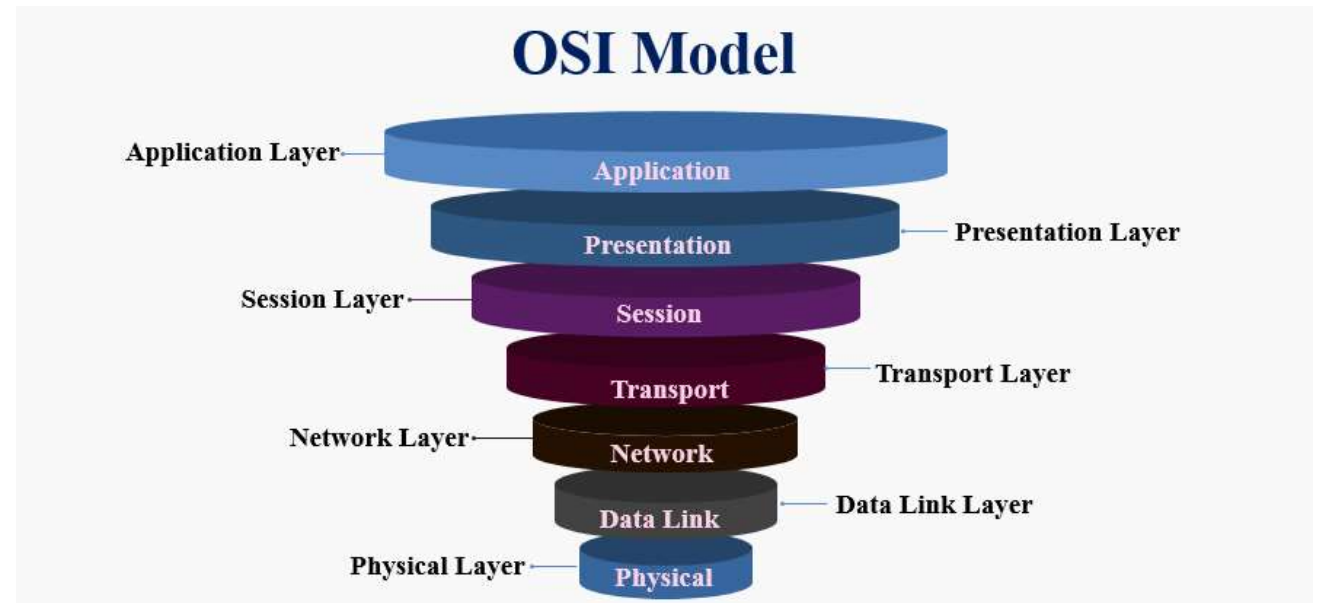 OSI Model
Application Layer
Application
Presentation Layer
Presentation
Session Layer
Session
Transport Layer
Transport
Network Layer
Network
Data Link Layer
Data Link
Physical Layer
Physical